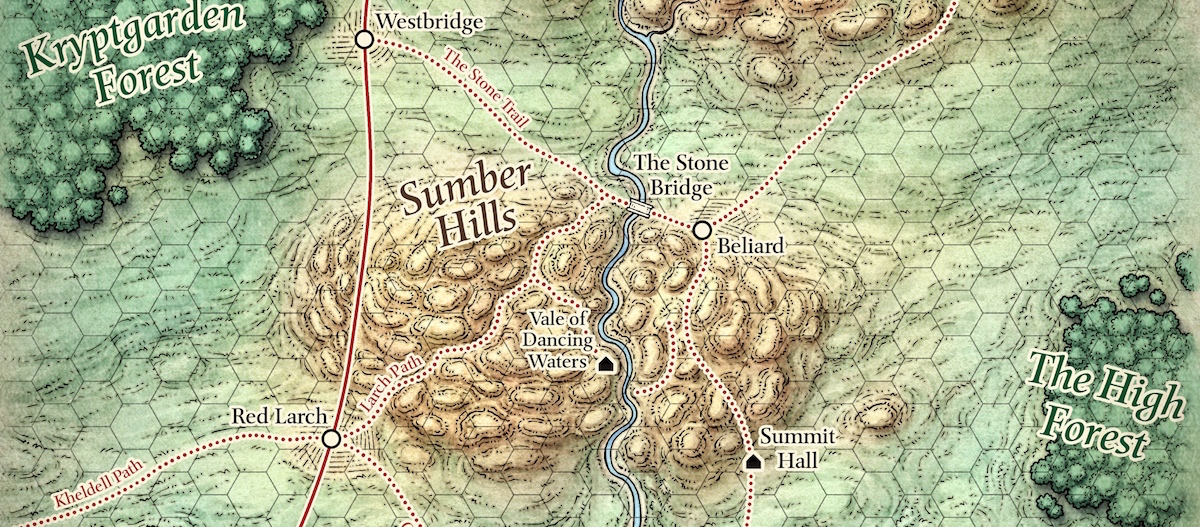 Kryptgarden
Forest
Westbridge
The Stone Trail
The Stone
Bridge
Sumber
Hills
Beliard
Vale of
Dancing
Waters
Larch Path
The High
Forest
Red Larch
Summit
Hall
Kheldell Path